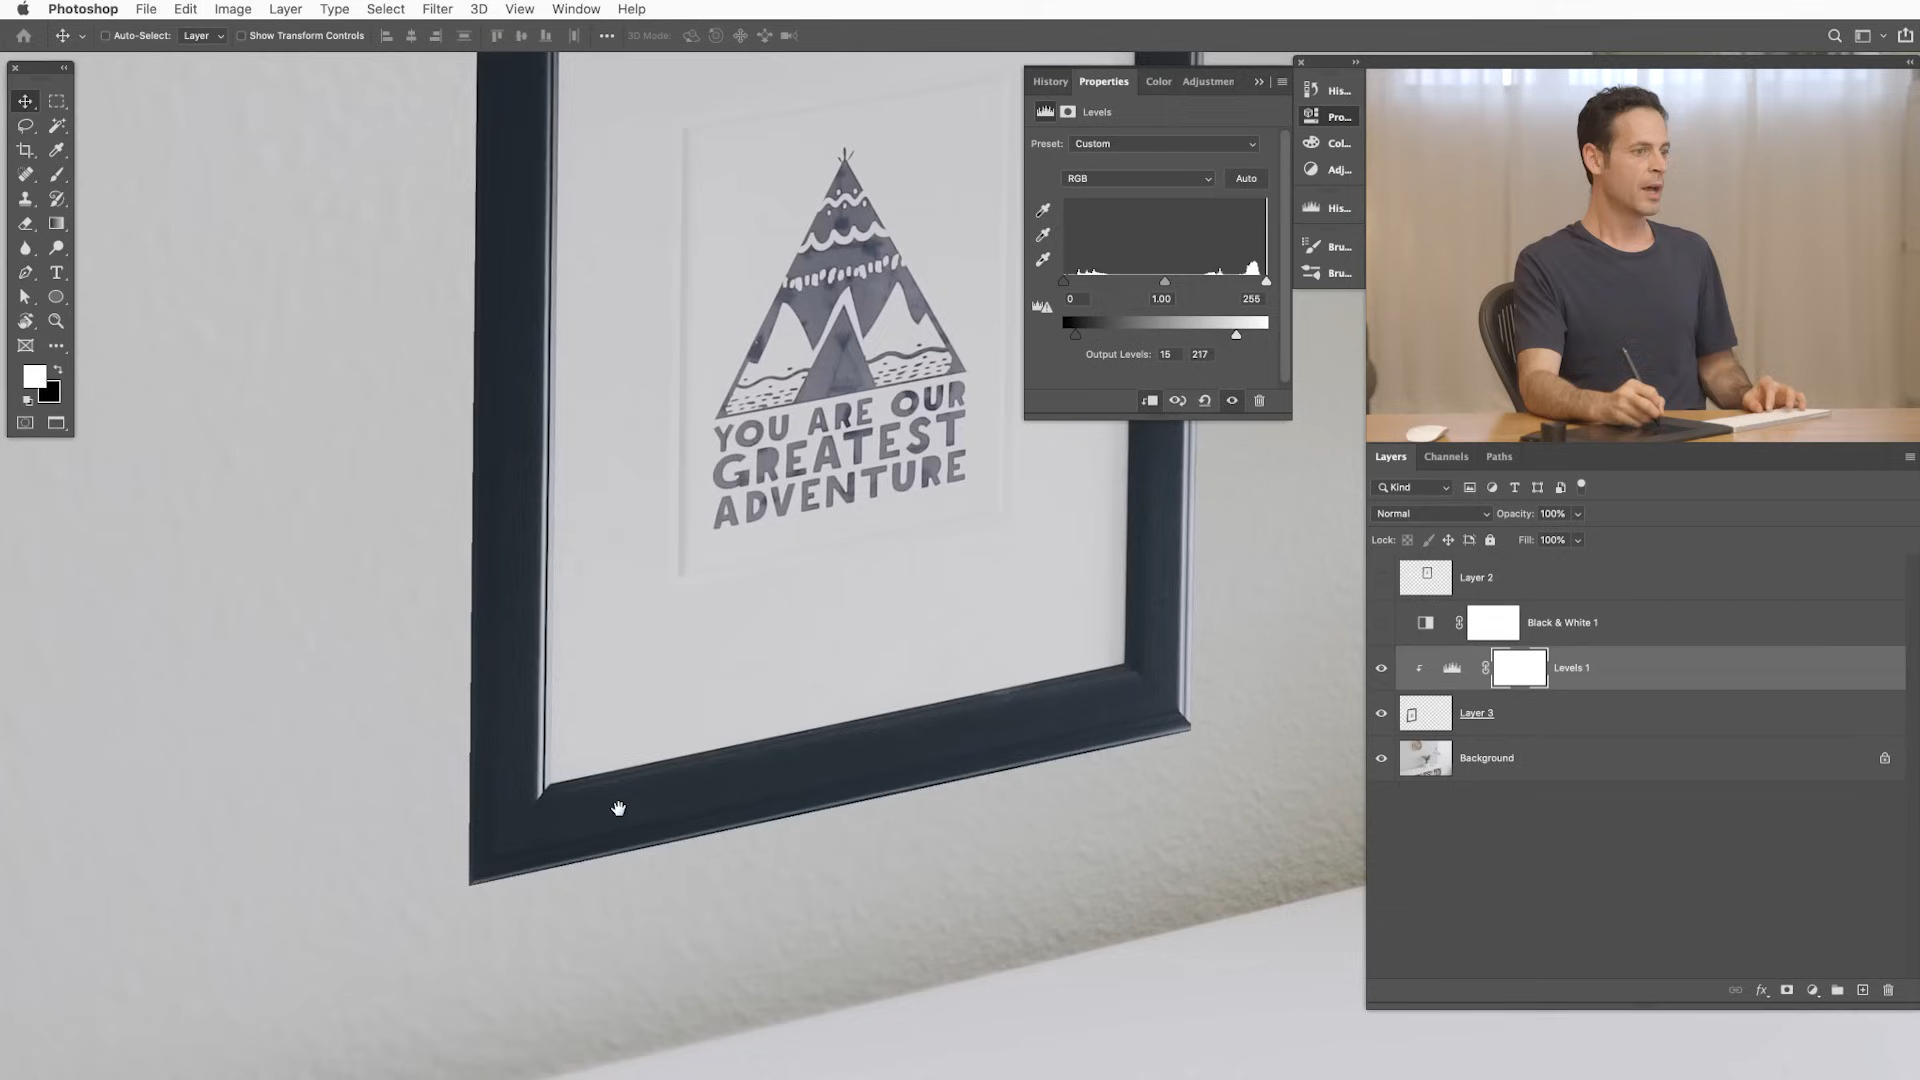 Photoshop File Edit Image Layer Type Select Filter 3D View Window Help
Auto-Select: Layer Show Transform Controls 3D Mode:
History Properties Color Adjustmen
Levels
Preset: Custom
RGB Auto
0 1.00 255
Output Levels: 15 217
His...
Pro...
Col...
Adj...
His...
Bru...
Bru...
YOU ARE OUR
GREATEST
ADVENTURE
Layers Channels Paths
Kind
Normal Opacity: 100%
Lock: Fill: 100%
Layer 2
Black & White 1
Levels 1
Layer 3
Background
fx